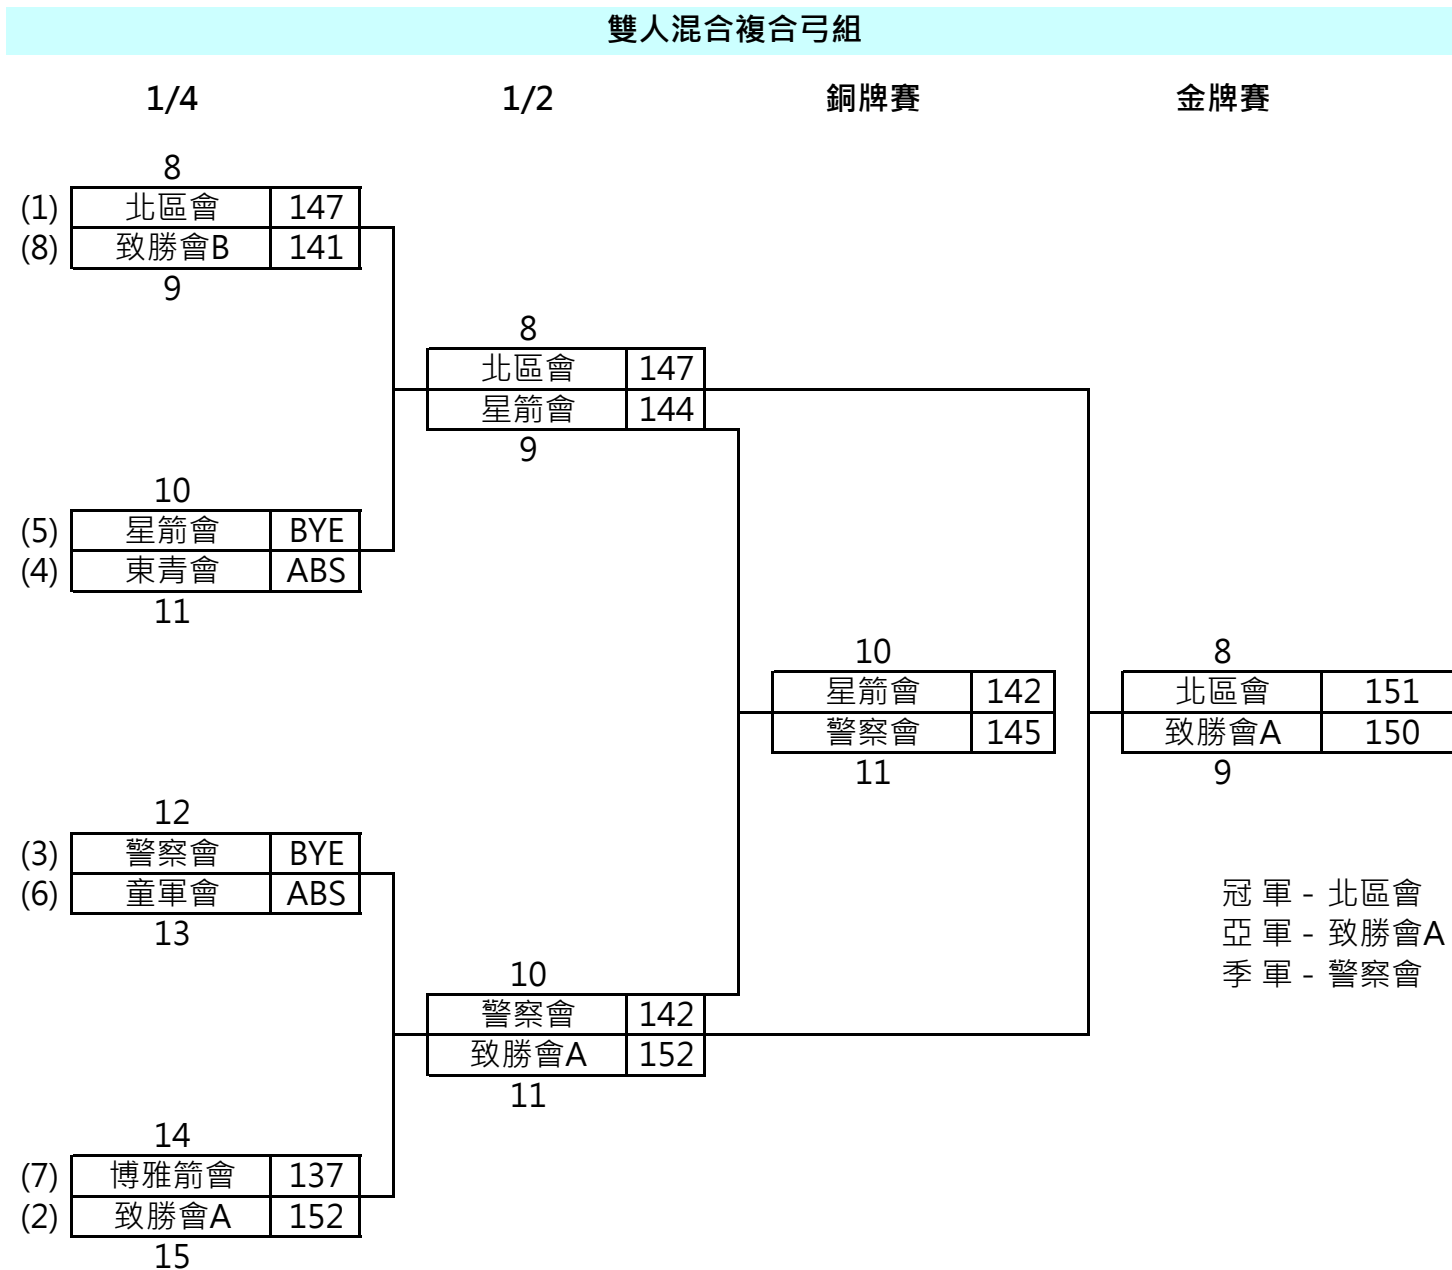 雙人混合複合弓組
1/4 1/2 銅牌賽 金牌賽
8
(1) 北區會 147
(8) 致勝會B 141
9
8
北區會 147
星箭會 144
9
10
(5) 星箭會 BYE
(4) 東青會 ABS
11
10 8
星箭會 142 北區會 151
警察會 145 致勝會A 150
11 9
12
(3) 警察會 BYE
(6) 童軍會 ABS
13
冠 軍 - 北區會
亞 軍 - 致勝會A
季 軍 - 警察會
10
警察會 142
致勝會A 152
11
14
(7) 博雅箭會 137
(2) 致勝會A 152
15